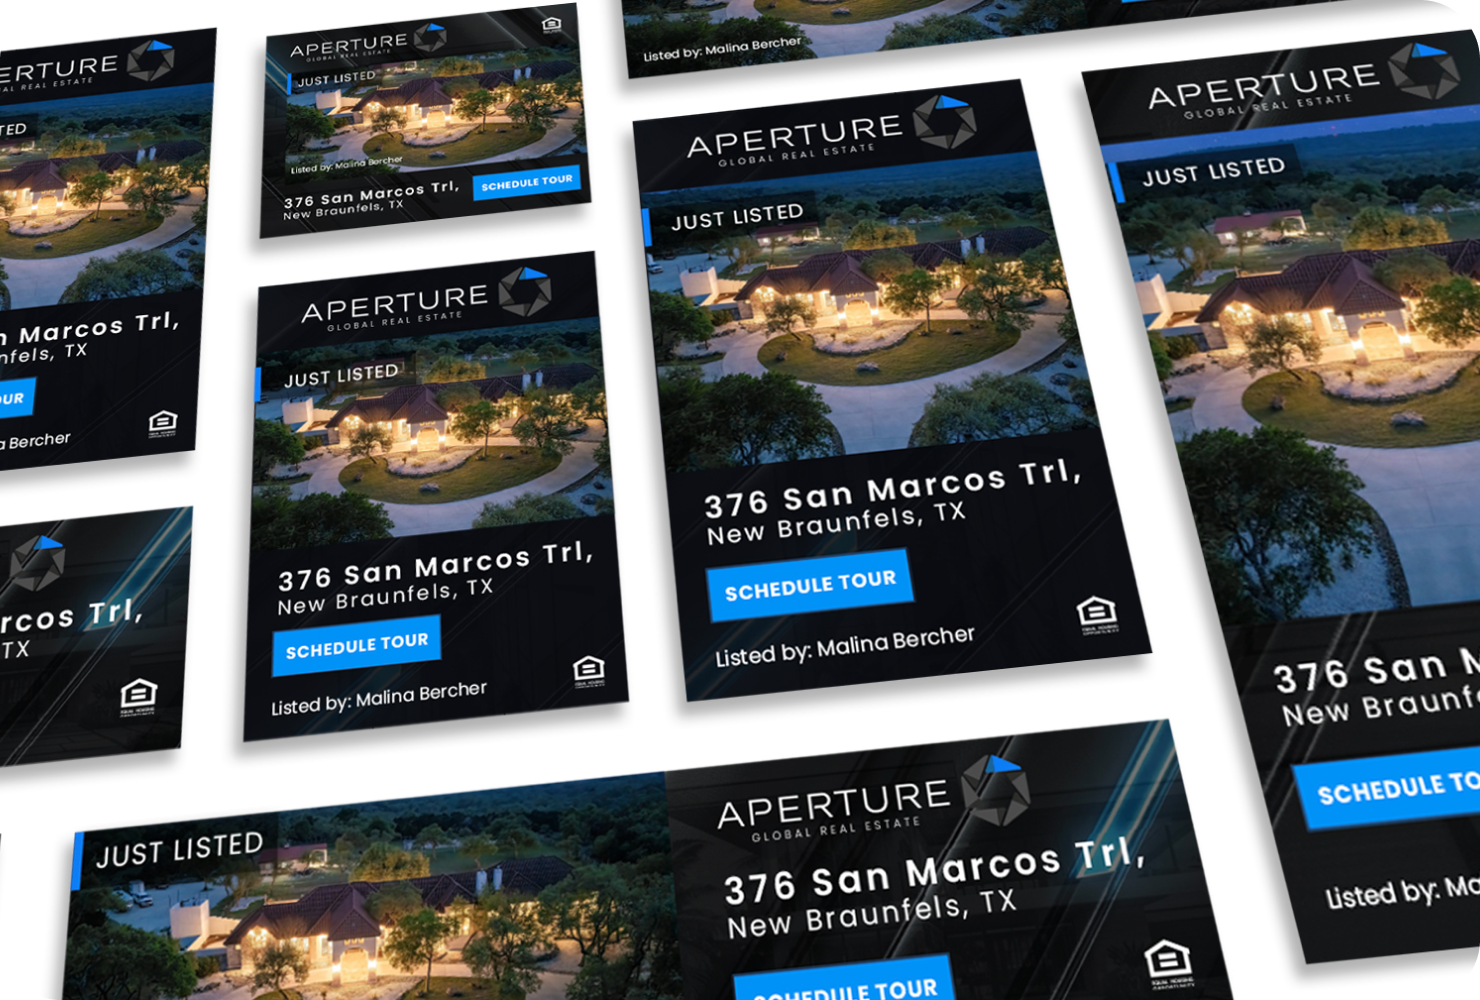 ERTURE
GLOBAL REAL ESTATE
TED
n Marcos Trl,
nfels, TX
OUR
a Bercher
APERTURE
GLOBAL REAL ESTATE
JUST LISTED
Listed by: Malina Bercher
376 San Marcos Trl,
New Braunfels, TX
SCHEDULE TOUR
Listed by: Malina Bercher
APERTURE
GLOBAL REAL ESTATE
JUST LISTED
376 San Marcos Trl,
New Braunfels, TX
SCHEDULE TOUR
Listed by: Malina Bercher
APERTURE
GLOBAL REAL ESTATE
JUST LISTED
376 San Marcos Trl,
New Braunfels, TX
SCHEDULE TOUR
Listed by: Malina Bercher
APERTURE
GLOBAL REAL ESTATE
JUST LISTED
376 San M
New Braunf
SCHEDULE TO
Listed by: Ma
rcos Trl,
TX
JUST LISTED
APERTURE
GLOBAL REAL ESTATE
376 San Marcos Trl,
New Braunfels, TX
SCHEDULE TOUR